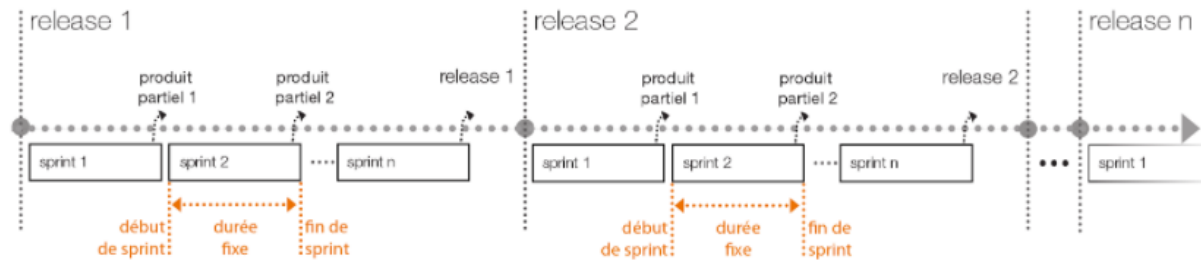 release 1
release 2
release n
produit
partiel 1
produit
partiel 2
release 1
produit
partiel 1
produit
partiel 2
release 2
sprint 1
sprint 2
sprint n
sprint 1
sprint 2
sprint n
sprint 1
début
de sprint
durée
fixe
fin de
sprint
début
de sprint
durée
fixe
fin de
sprint